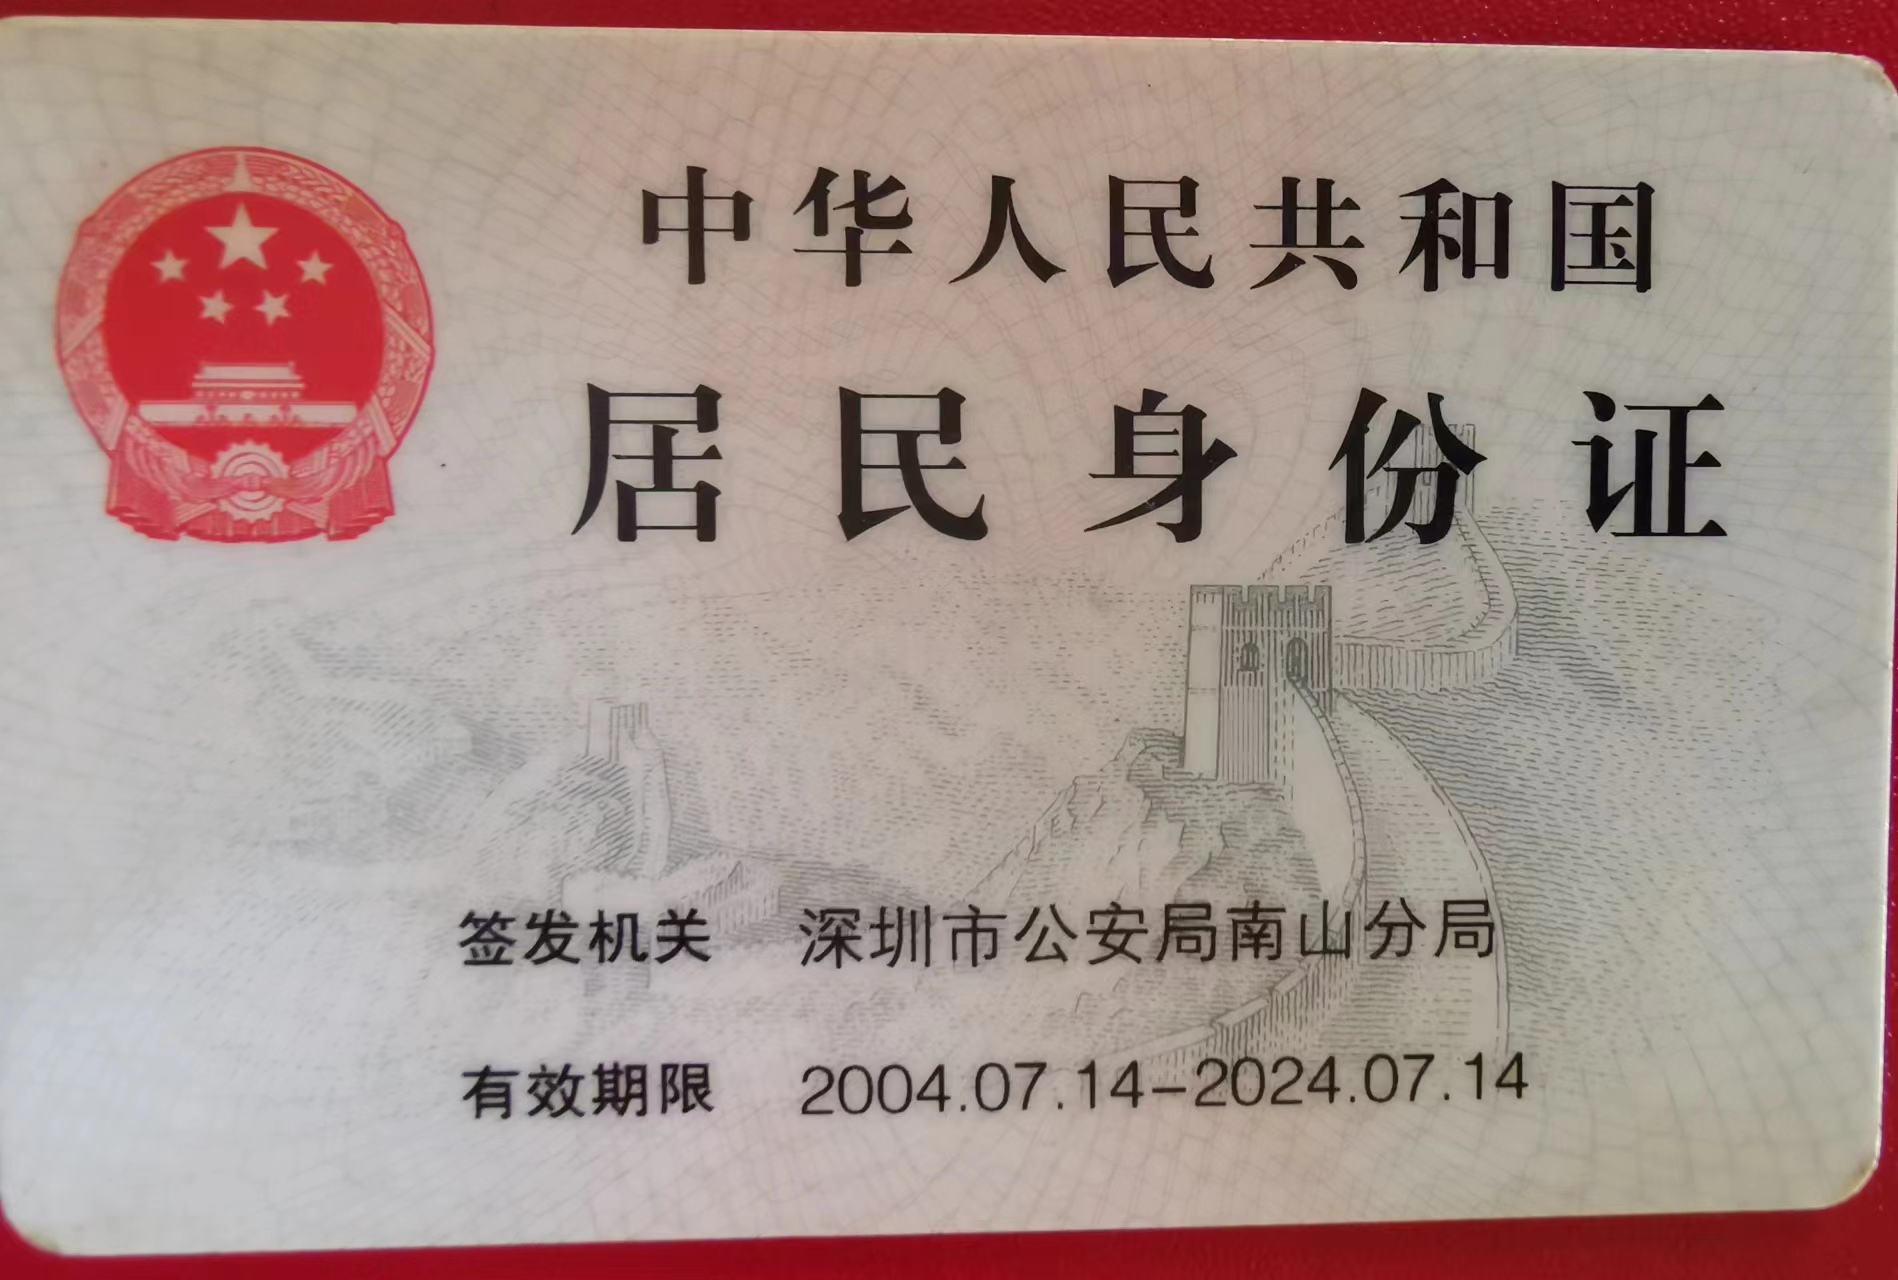 中华人民共和国
居民身份证
签发机关 深圳市公安局南山分局
有效期限 2004.07.14-2024.07.14